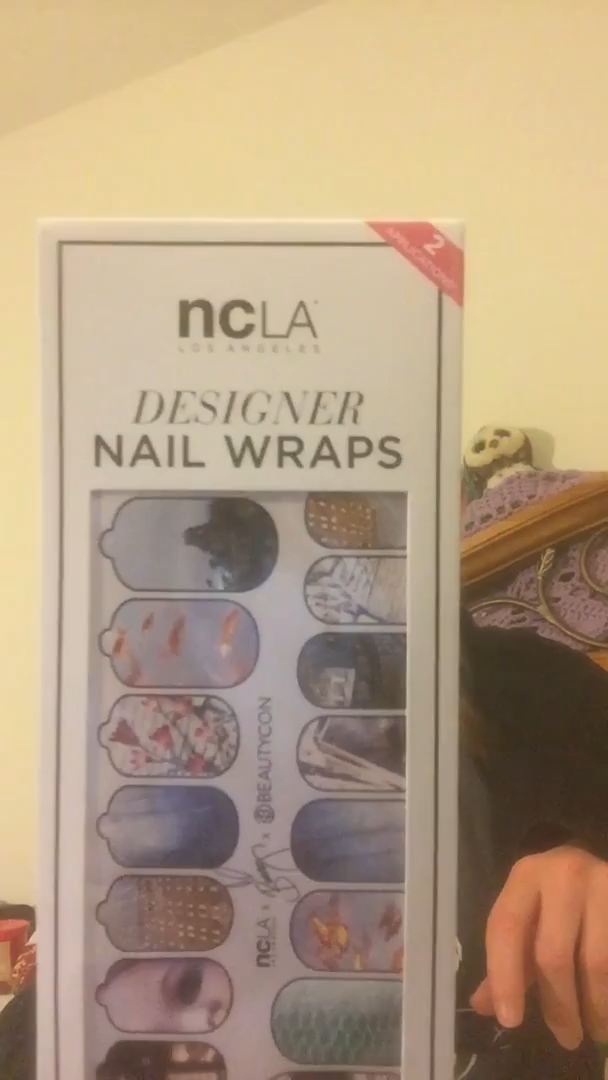 2
APPLICATIONS
ncLA
LOS ANGELES
DESIGNER
NAIL WRAPS
ncLA x
x BEAUTYCON